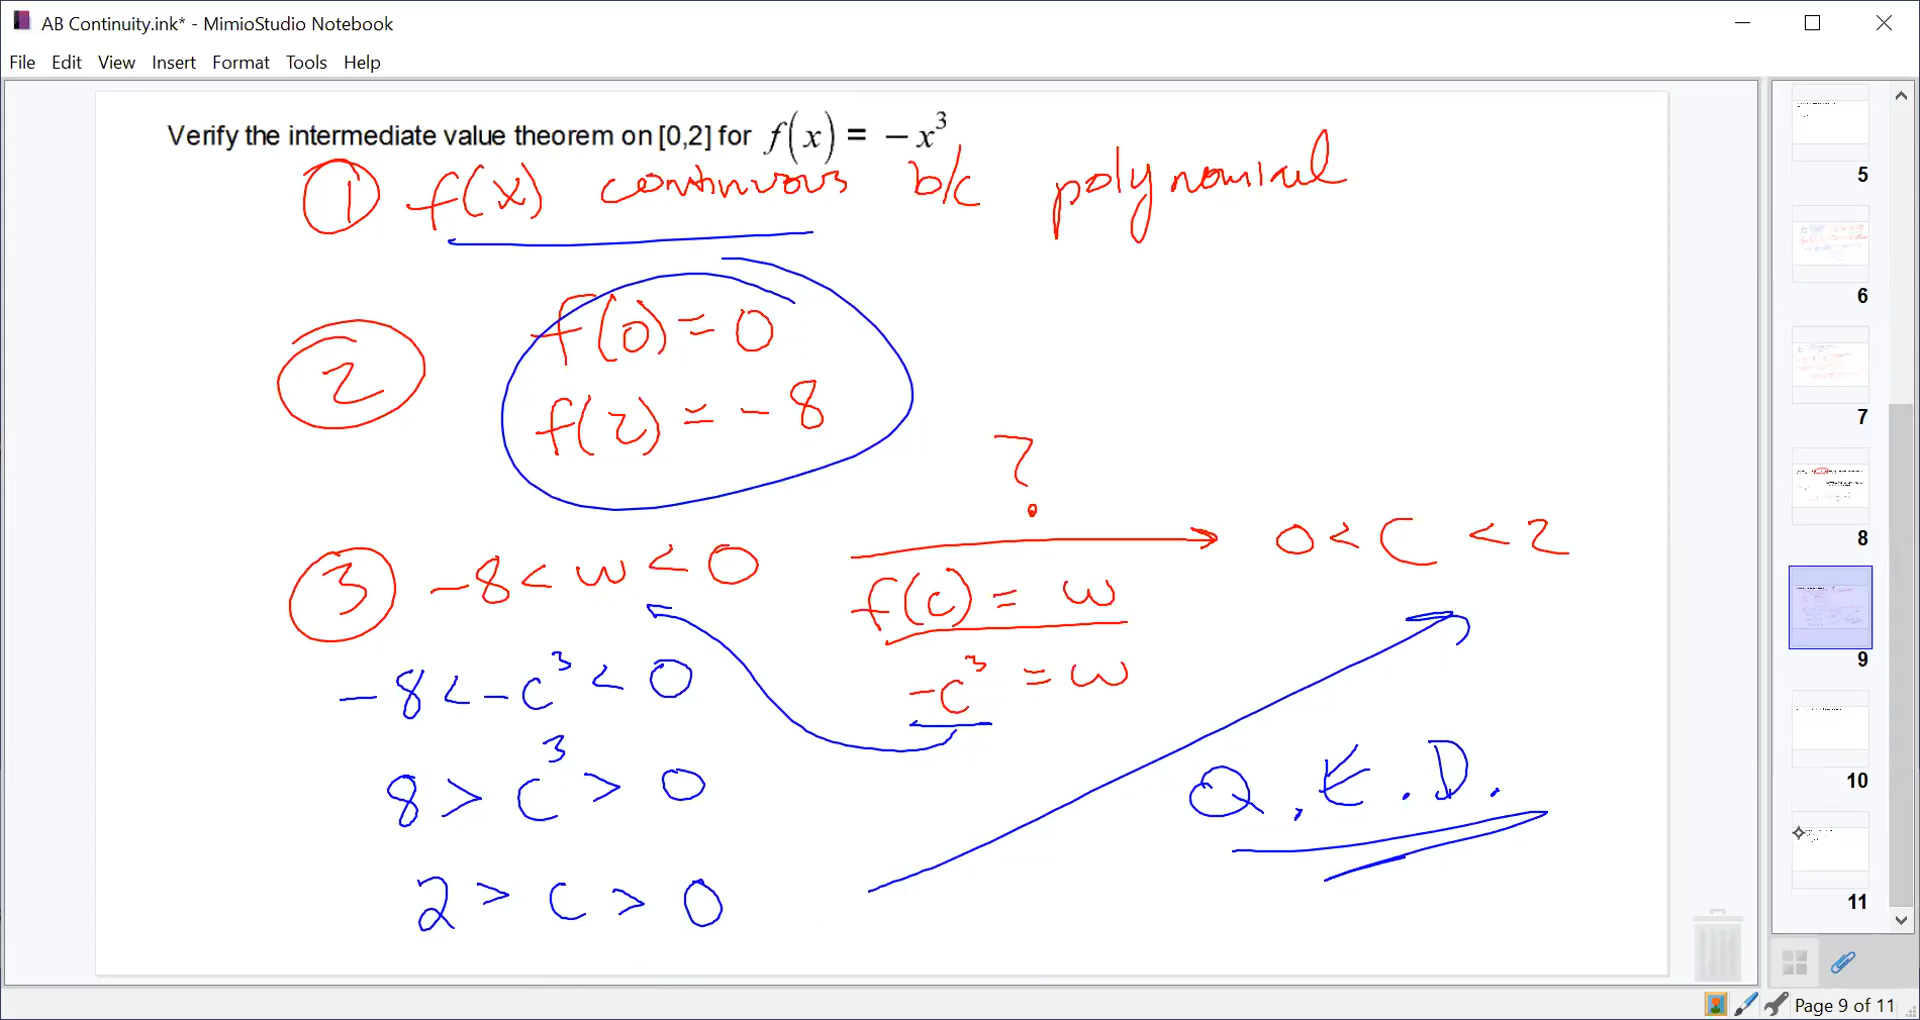 AB Continuity.ink* - MimioStudio Notebook
File Edit View Insert Format Tools Help
Verify the intermediate value theorem on [0,2] for f(x) = −x³
① f(x) continuous b/c polynomial
② f(0) = 0
f(2) = -8
?
③ -8 < w < 0 → 0 < c < 2
f(c) = w
-8 < -c³ < 0
-c³ = w
8 > c³ > 0
Q.E.D.
2 > c > 0
5
6
7
8
9
10
11
Page 9 of 11